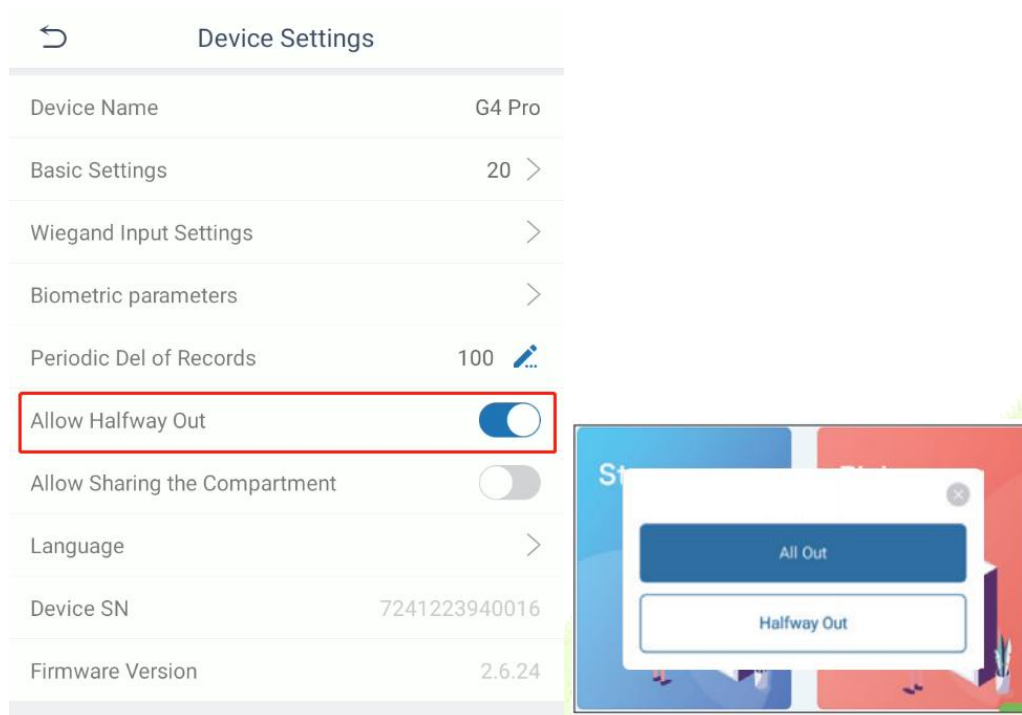 Device Settings
Device Name G4 Pro
Basic Settings 20
Wiegand Input Settings
Biometric parameters
Periodic Del of Records 100
Allow Halfway Out
Allow Sharing the Compartment
Language
Device SN 7241223940016
Firmware Version 2.6.24
All Out
Halfway Out